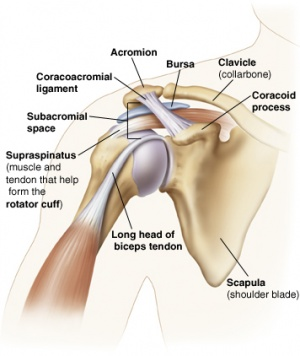 Acromion
Bursa
Clavicle
(collarbone)
Coracoacromial
ligament
Coracoid
process
Subacromial
space
Supraspinatus
(muscle and
tendon that help
form the
rotator cuff)
Long head of
biceps tendon
Scapula
(shoulder blade)